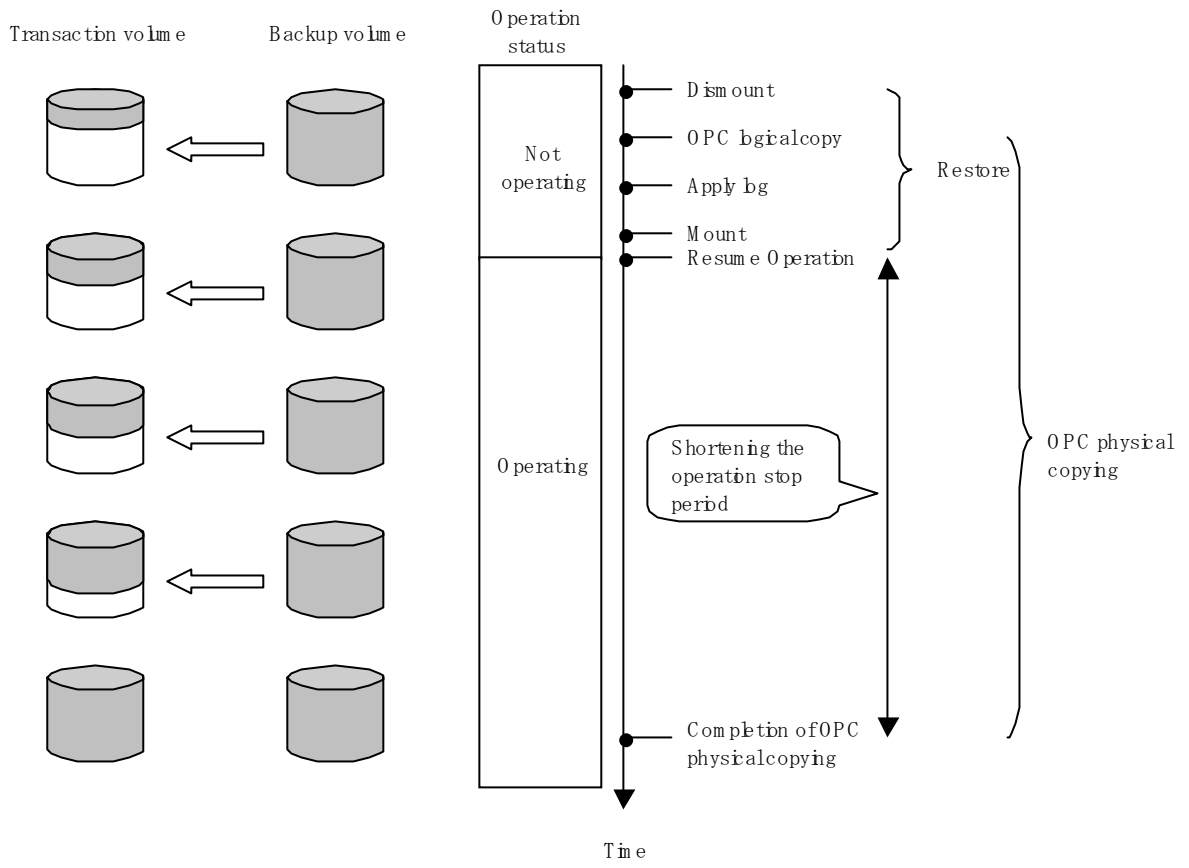 Transaction volume
Backup volume
Operation
status
Not
operating
Operating
Dismount
OPC logical copy
Apply log
Mount
Resume Operation
Restore
Shortening the
operation stop
period
OPC physical
copying
Completion of OPC
physical copying
Time